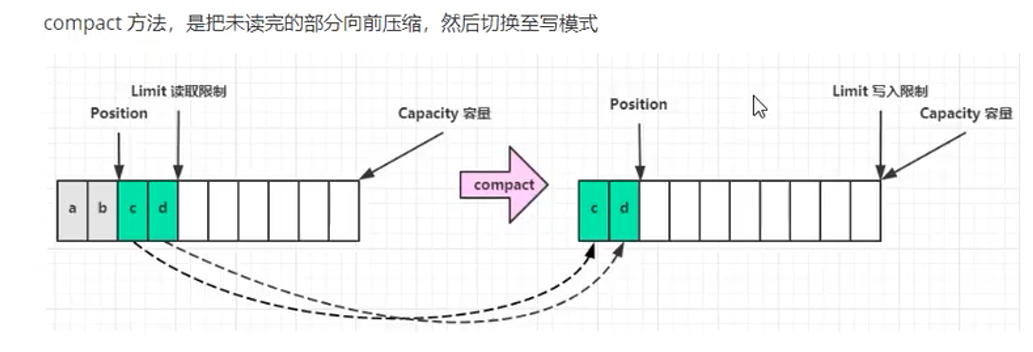 compact 方法，是把未读完的部分向前压缩，然后切换至写模式
Limit 读取限制
Position
Capacity 容量
a b c d
compact
Limit 写入限制
Position
Capacity 容量
c d